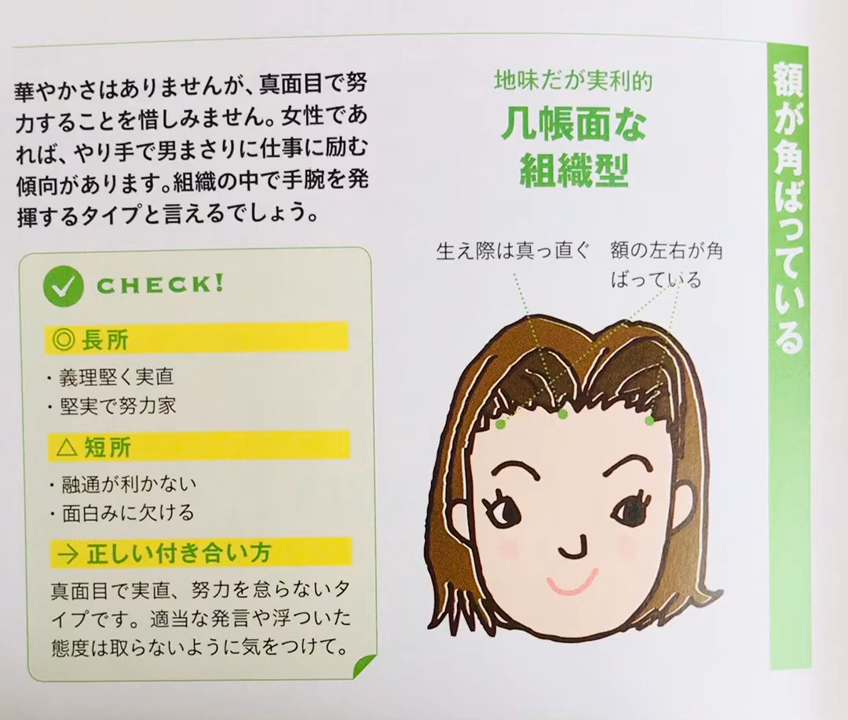 額が角ばっている
地味だが実利的
几帳面な
組織型
生え際は真っ直ぐ
額の左右が角
ばっている
華やかさはありませんが、真面目で努
力することを惜しみません。女性であ
れば、やり手で男まさりに仕事に励む
傾向があります。組織の中で手腕を発
揮するタイプと言えるでしょう。
CHECK!
◎長所
・義理堅く実直
・堅実で努力家
△短所
・融通が利かない
・面白みに欠ける
→正しい付き合い方
真面目で実直、努力を怠らないタ
イプです。適当な発言や浮ついた
態度は取らないように気をつけて。